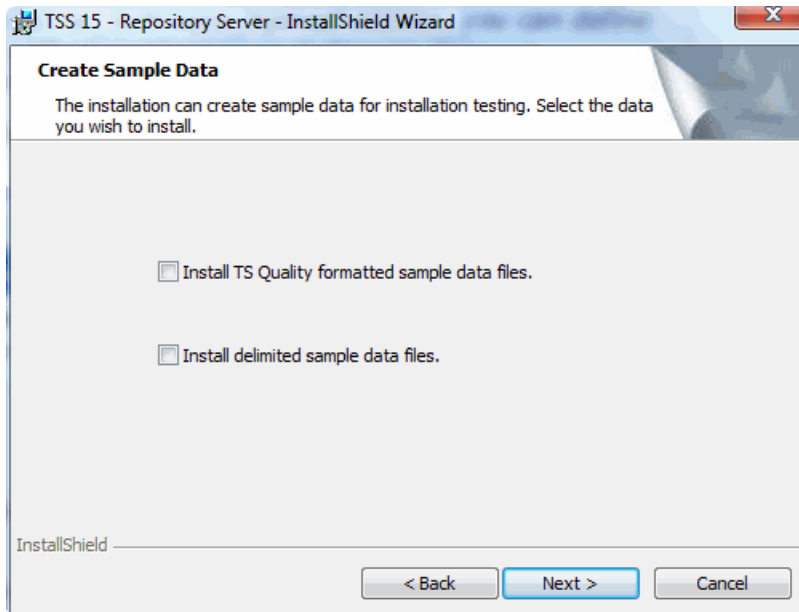 TSS 15 - Repository Server - InstallShield Wizard
Create Sample Data
The installation can create sample data for installation testing. Select the data
you wish to install.
Install TS Quality formatted sample data files.
Install delimited sample data files.
InstallShield
< Back
Next >
Cancel